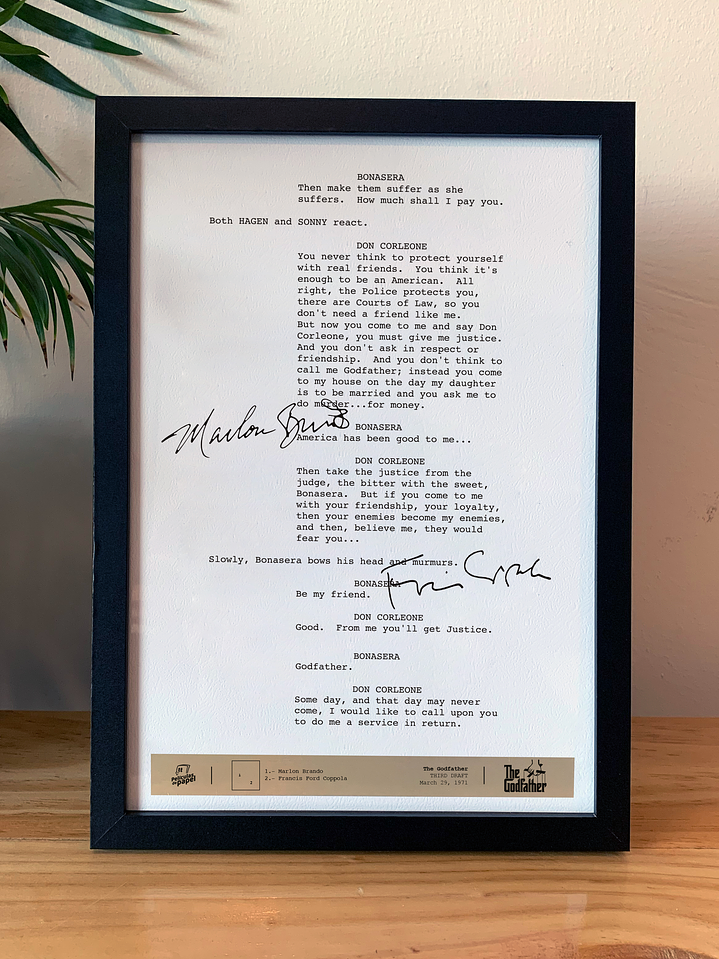 BONASERA
Then make them suffer as she
suffers. How much shall I pay you.
Both HAGEN and SONNY react.
DON CORLEONE
You never think to protect yourself
with real friends. You think it's
enough to be an American. All
right, the Police protects you,
there are Courts of Law, so you
don't need a friend like me.
But now you come to me and say Don
Corleone, you must give me justice.
And you don't ask in respect or
friendship. And you don't think to
call me Godfather; instead you come
to my house on the day my daughter
is to be married and you ask me to
do murder...for money.
Marlon Brando
BONASERA
America has been good to me...
DON CORLEONE
Then take the justice from the
judge, the bitter with the sweet,
Bonasera. But if you come to me
with your friendship, your loyalty,
then your enemies become my enemies,
and then, believe me, they would
fear you...
Slowly, Bonasera bows his head and murmurs.
Francis Coppola
BONASERA
Be my friend.
DON CORLEONE
Good. From me you'll get Justice.
BONASERA
Godfather.
DON CORLEONE
Some day, and that day may never
come, I would like to call upon you
to do me a service in return.
Películas de papel
1
2
1.- Marlon Brando
2.- Francis Ford Coppola
The Godfather
THIRD DRAFT
March 29, 1971
The Godfather